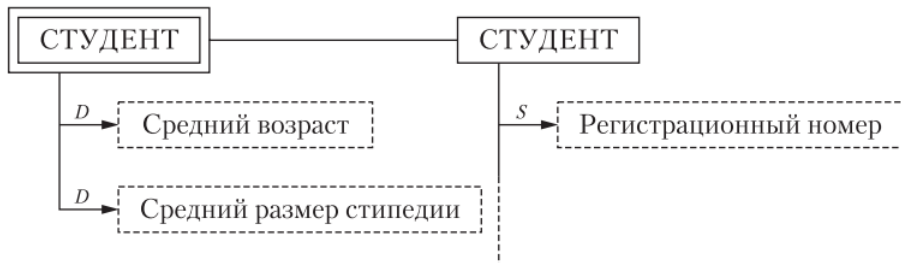 СТУДЕНТ
СТУДЕНТ
D
Средний возраст
S
Регистрационный номер
D
Средний размер стипедии